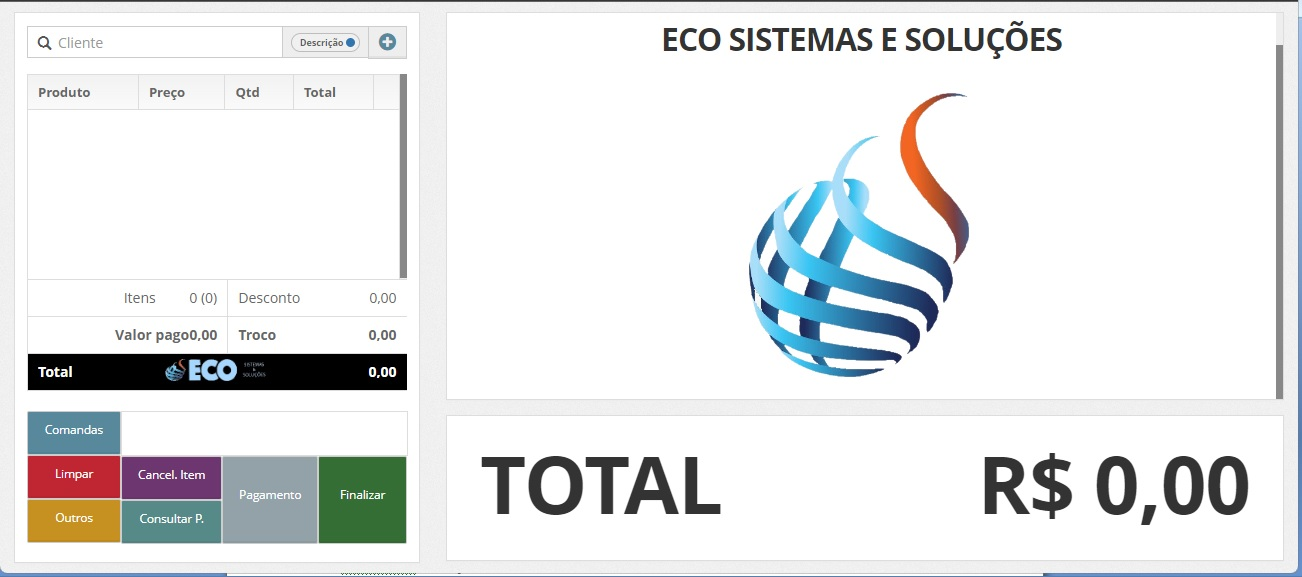 Cliente
Descrição
Produto Preço Qtd Total
Itens 0 (0) Desconto 0,00
Valor pago0,00 Troco 0,00
Total ECO SISTEMAS E SOLUÇÕES 0,00
Comandas
Limpar Cancel. Item Pagamento Finalizar
Outros Consultar P.
ECO SISTEMAS E SOLUÇÕES
TOTAL R$ 0,00